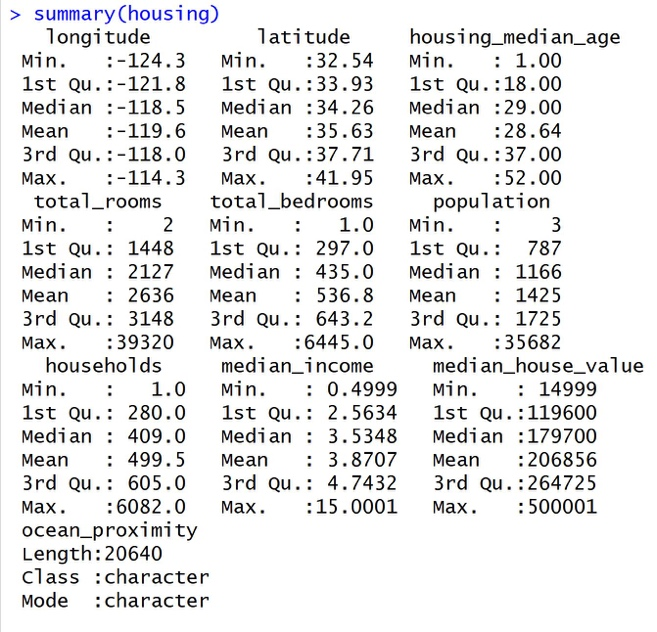 > summary(housing)
longitude latitude housing_median_age
Min. :-124.3 Min. :32.54 Min. : 1.00
1st Qu.:-121.8 1st Qu.:33.93 1st Qu.:18.00
Median :-118.5 Median :34.26 Median :29.00
Mean :-119.6 Mean :35.63 Mean :28.64
3rd Qu.:-118.0 3rd Qu.:37.71 3rd Qu.:37.00
Max. :-114.3 Max. :41.95 Max. :52.00
total_rooms total_bedrooms population
Min. : 2 Min. : 1.0 Min. : 3
1st Qu.: 1448 1st Qu.: 297.0 1st Qu.: 787
Median : 2127 Median : 435.0 Median : 1166
Mean : 2636 Mean : 536.8 Mean : 1425
3rd Qu.: 3148 3rd Qu.: 643.2 3rd Qu.: 1725
Max. :39320 Max. :6445.0 Max. :35682
households median_income median_house_value
Min. : 1.0 Min. : 0.4999 Min. : 14999
1st Qu.: 280.0 1st Qu.: 2.5634 1st Qu.:119600
Median : 409.0 Median : 3.5348 Median :179700
Mean : 499.5 Mean : 3.8707 Mean :206856
3rd Qu.: 605.0 3rd Qu.: 4.7432 3rd Qu.:264725
Max. :6082.0 Max. :15.0001 Max. :500001
ocean_proximity
Length:20640
Class :character
Mode :character